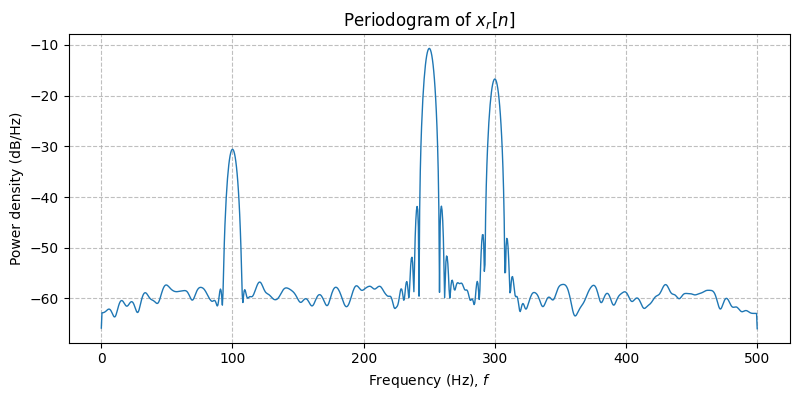 Periodogram of $x_r[n]$
Power density (dB/Hz)
−10
−20
−30
−40
−50
−60
0 100 200 300 400 500
Frequency (Hz), $f$